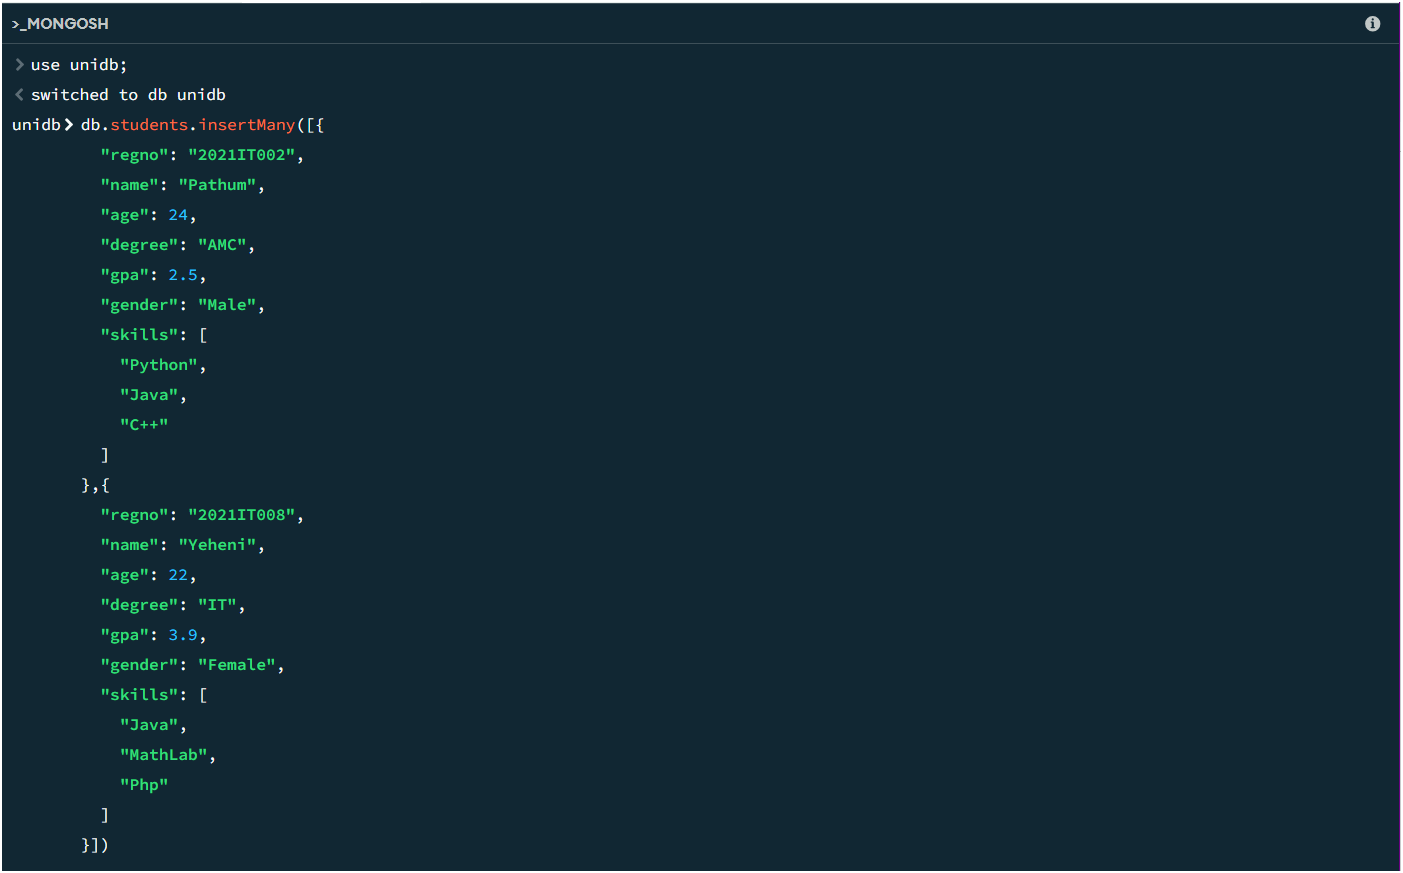 >_MONGOSH
> use unidb;
< switched to db unidb
unidb> db.students.insertMany([{
"regno": "2021IT002",
"name": "Pathum",
"age": 24,
"degree": "AMC",
"gpa": 2.5,
"gender": "Male",
"skills": [
"Python",
"Java",
"C++"
]
},{
"regno": "2021IT008",
"name": "Yeheni",
"age": 22,
"degree": "IT",
"gpa": 3.9,
"gender": "Female",
"skills": [
"Java",
"MathLab",
"Php"
]
}])